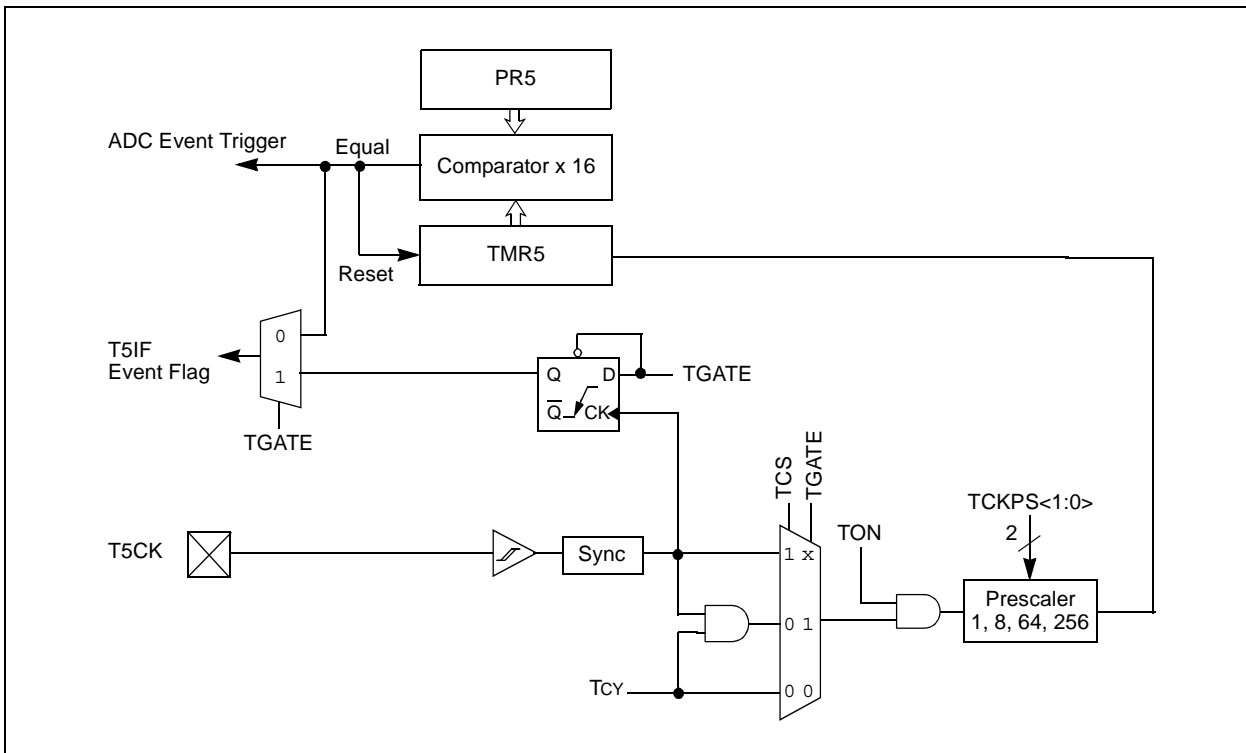 PR5
ADC Event Trigger
Equal
Comparator x 16
TMR5
Reset
0
T5IF
Event Flag
1
Q
D
TGATE
Q̅
CK
TGATE
TCS
TGATE
TCKPS<1:0>
2
TON
T5CK
Sync
1 x
Prescaler
1, 8, 64, 256
0 1
TCY
0 0